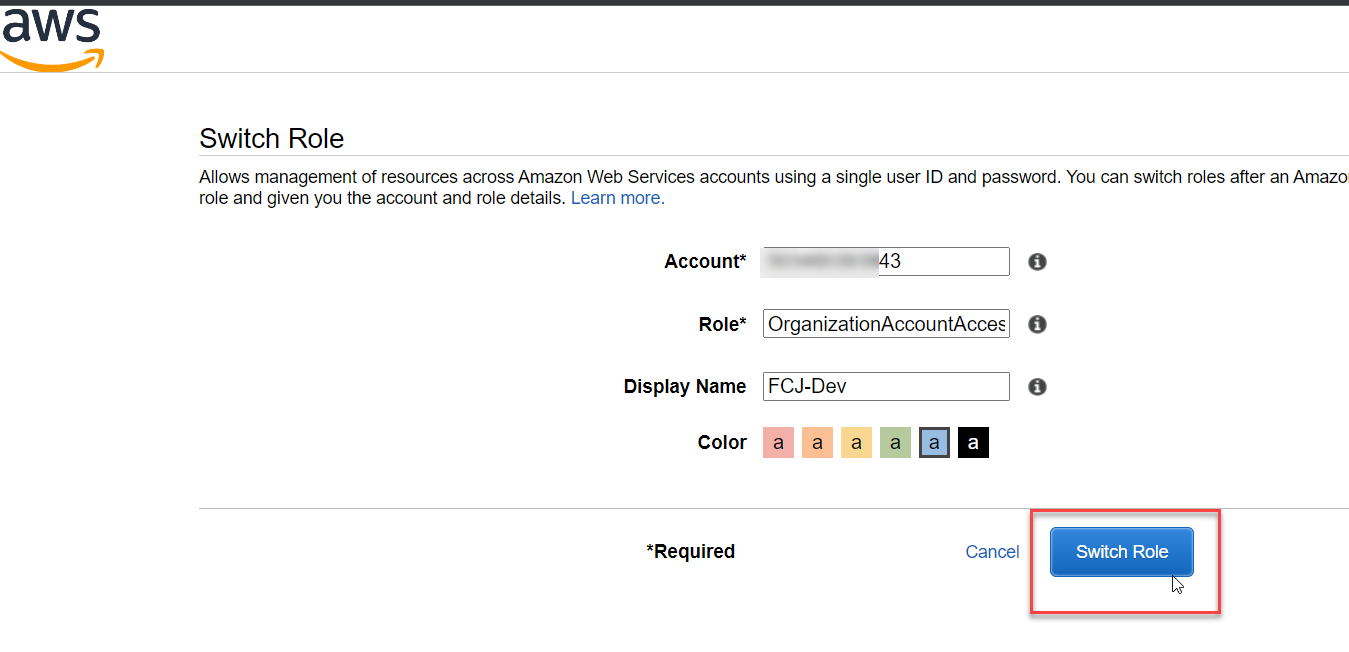 aws
Switch Role
Allows management of resources across Amazon Web Services accounts using a single user ID and password. You can switch roles after an Amazo
role and given you the account and role details. Learn more.
Account* 43
Role* OrganizationAccountAcces
Display Name FCJ-Dev
Color a a a a a a
*Required Cancel Switch Role